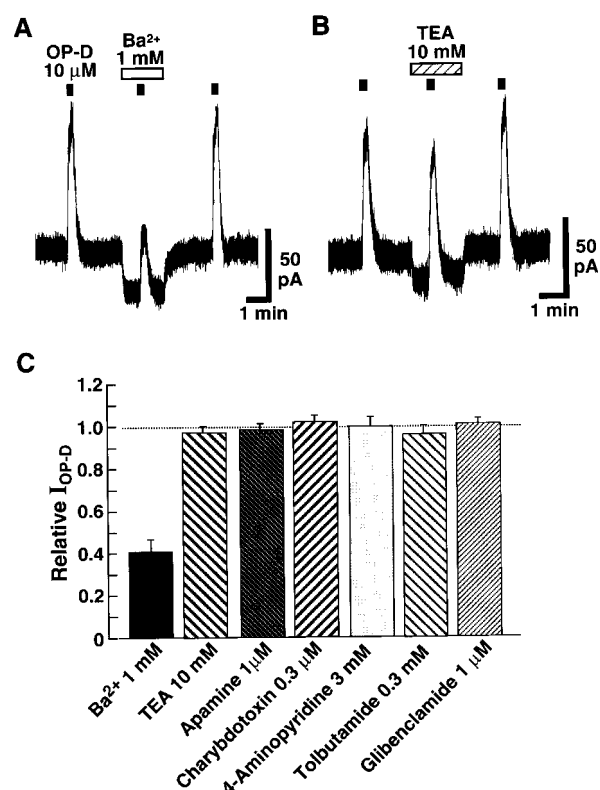 A
OP-D
10 μM
Ba2+
1 mM
50
pA
1 min
B
TEA
10 mM
50
pA
1 min
C
Relative IOP-D
1.2
1.0
0.8
0.6
0.4
0.2
0
Ba2+ 1 mM
TEA 10 mM
Apamine 1μM
Charybdotoxin 0.3 μM
4-Aminopyridine 3 mM
Tolbutamide 0.3 mM
Glibenclamide 1 μM